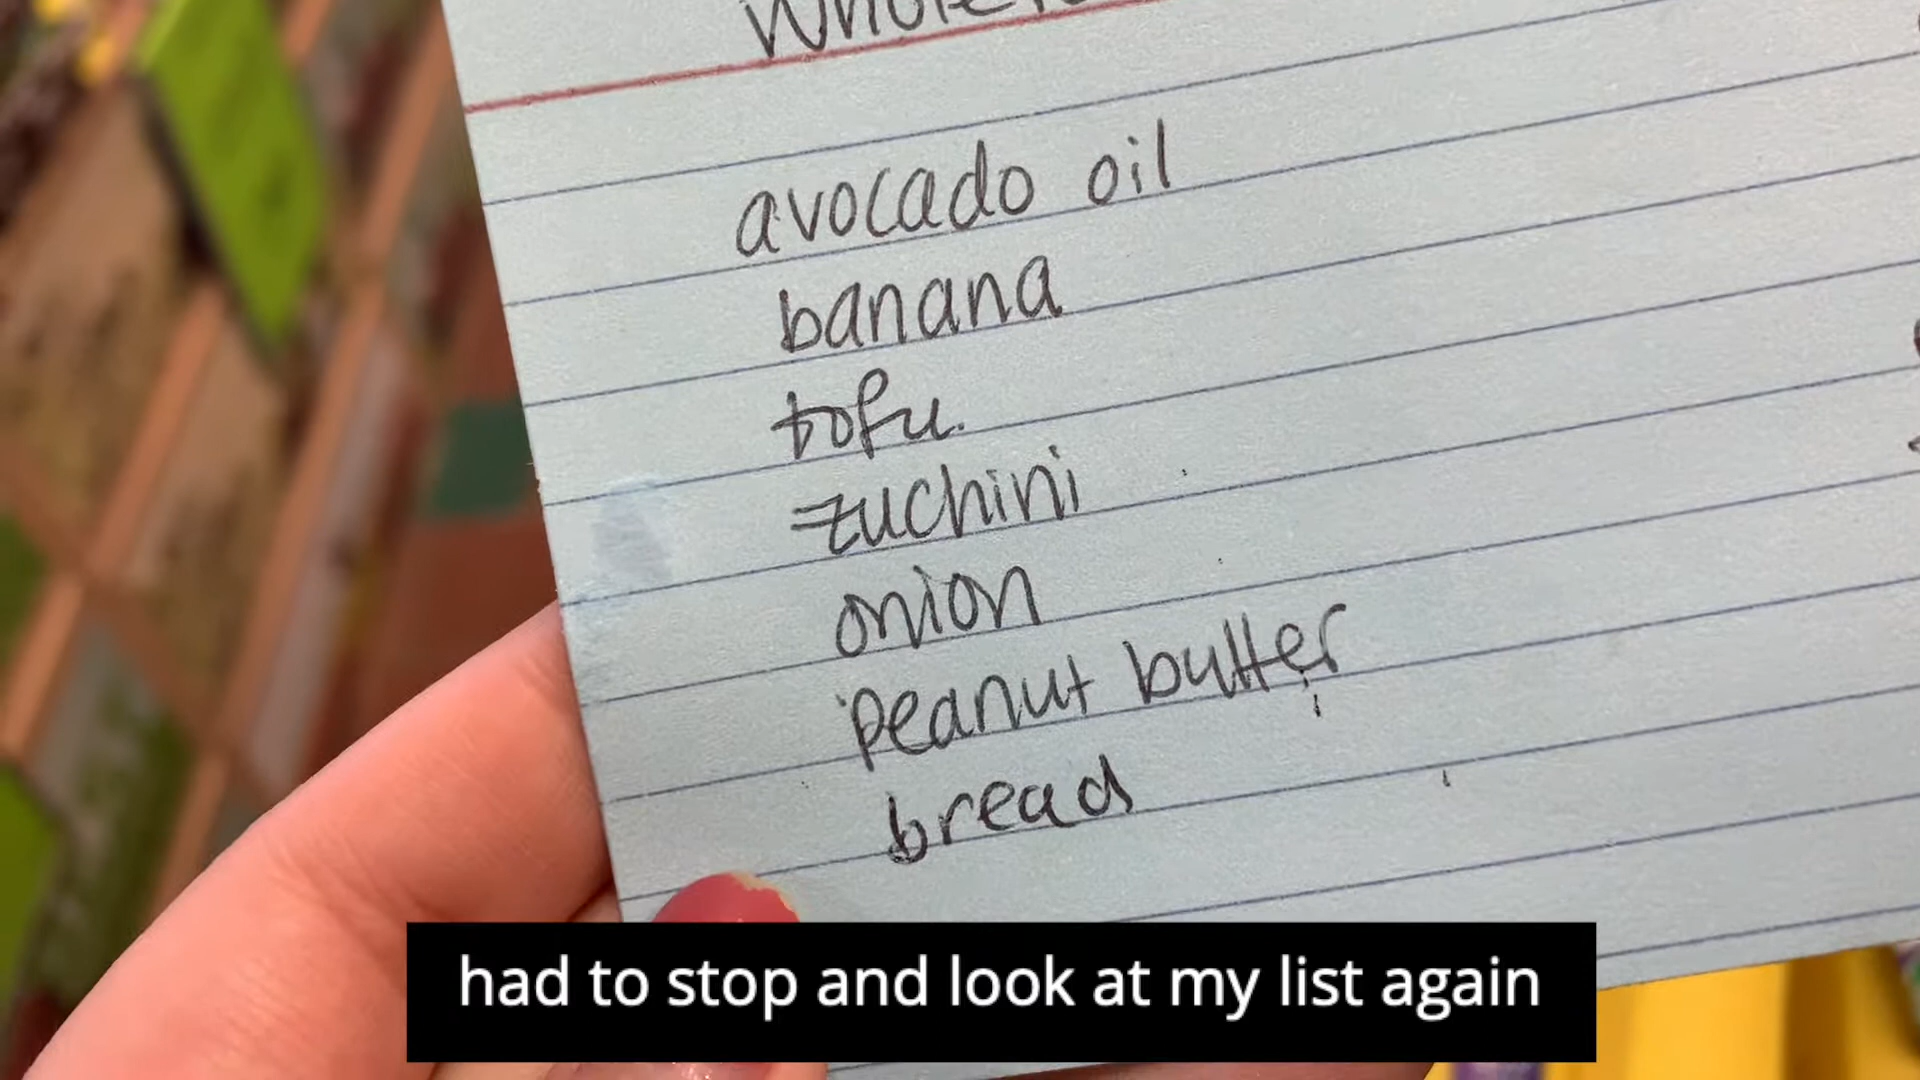 avocado oil
banana
tofu
zuchini
onion
peanut butter
bread
had to stop and look at my list again